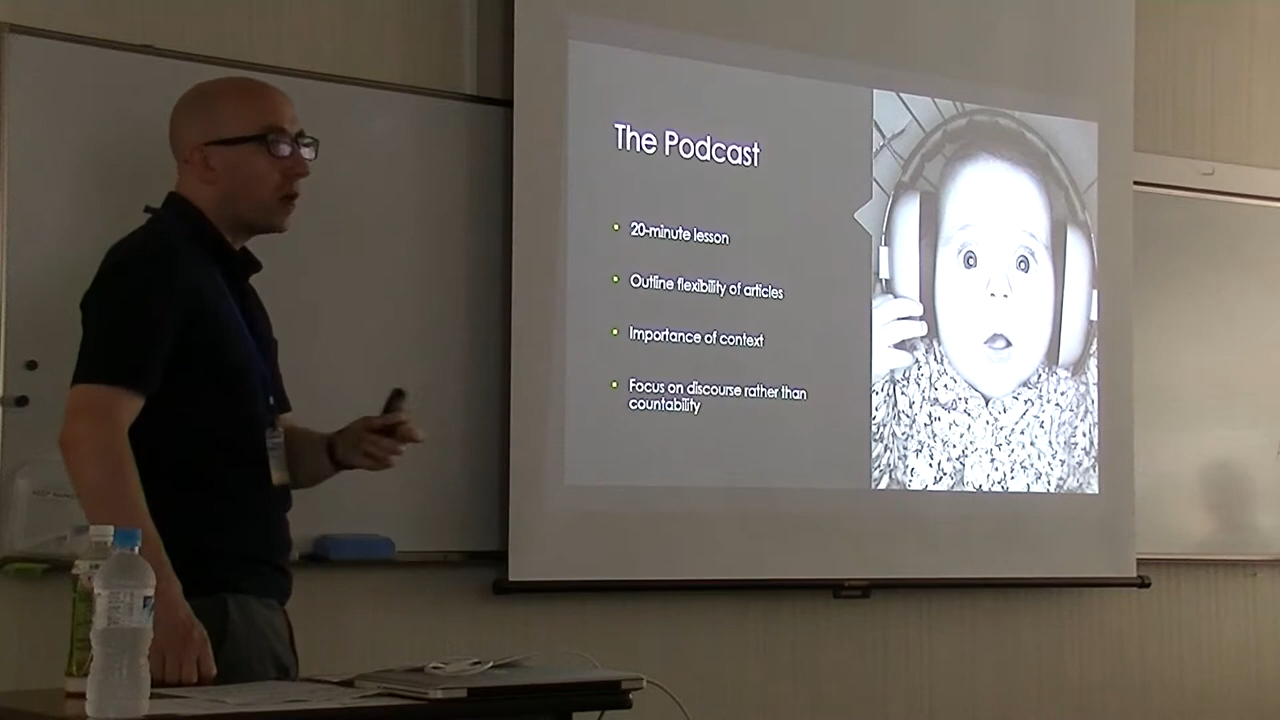 The Podcast
20-minute lesson
Outline flexibility of articles
Importance of context
Focus on discourse rather than
countability